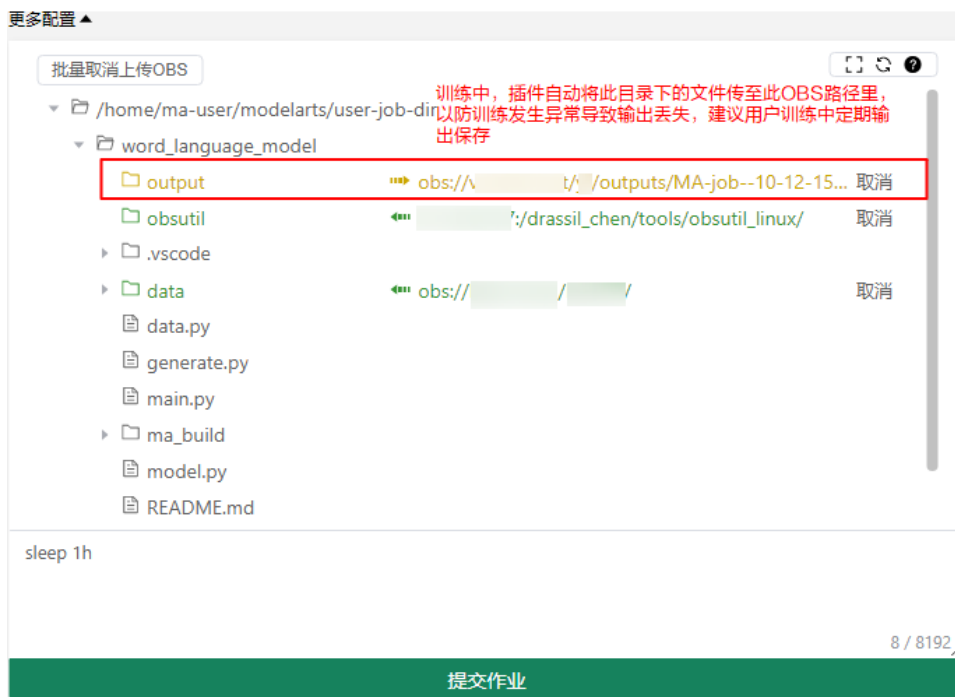 更多配置▲
批量取消上传OBS
训练中，插件自动将此目录下的文件传至此OBS路径里，
/home/ma-user/modelarts/user-job-dir
以防训练发生异常导致输出丢失，建议用户训练中定期输
出保存
word_language_model
output obs://v t/ y /outputs/MA-job--10-12-15... 取消
obsutil :/drassil_chen/tools/obsutil_linux/ 取消
.vscode
data obs:// / / 取消
data.py
generate.py
main.py
ma_build
model.py
README.md
sleep 1h
8 / 8192
提交作业